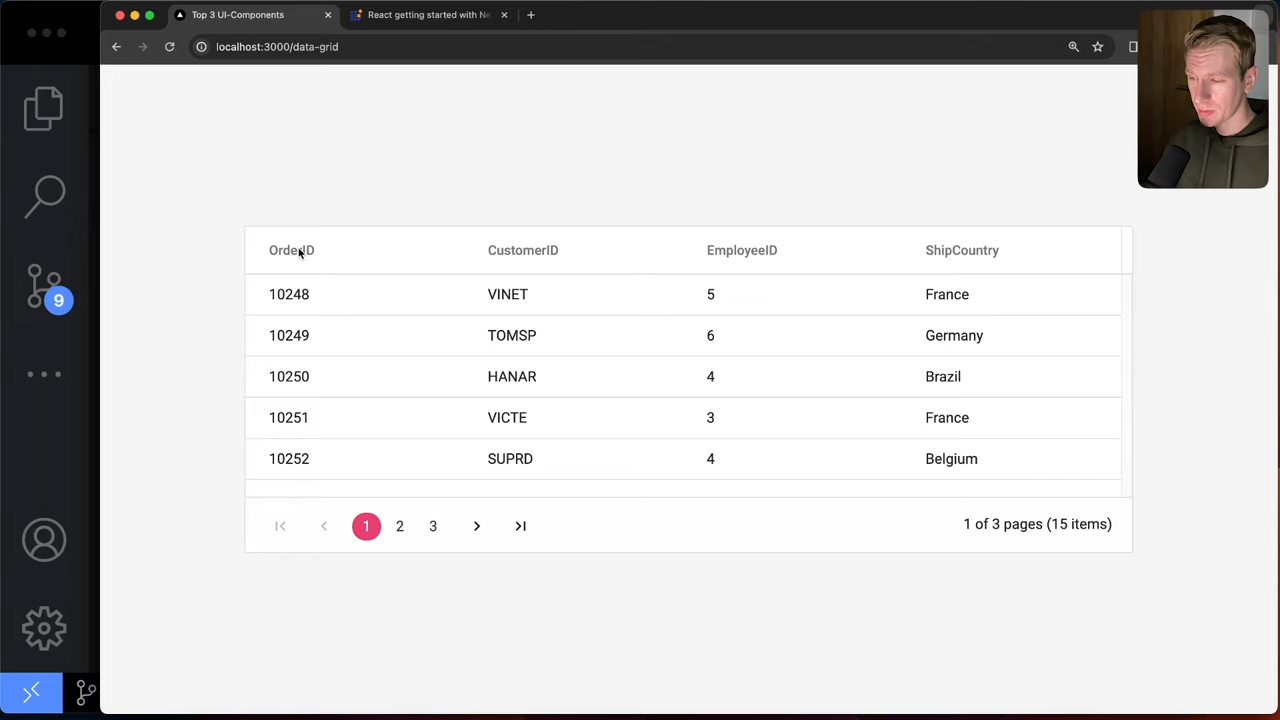 Top 3 UI-Components
React getting started with Ne
localhost:3000/data-grid
OrderID CustomerID EmployeeID ShipCountry
10248 VINET 5 France
10249 TOMSP 6 Germany
10250 HANAR 4 Brazil
10251 VICTE 3 France
10252 SUPRD 4 Belgium
1 2 3 1 of 3 pages (15 items)
9